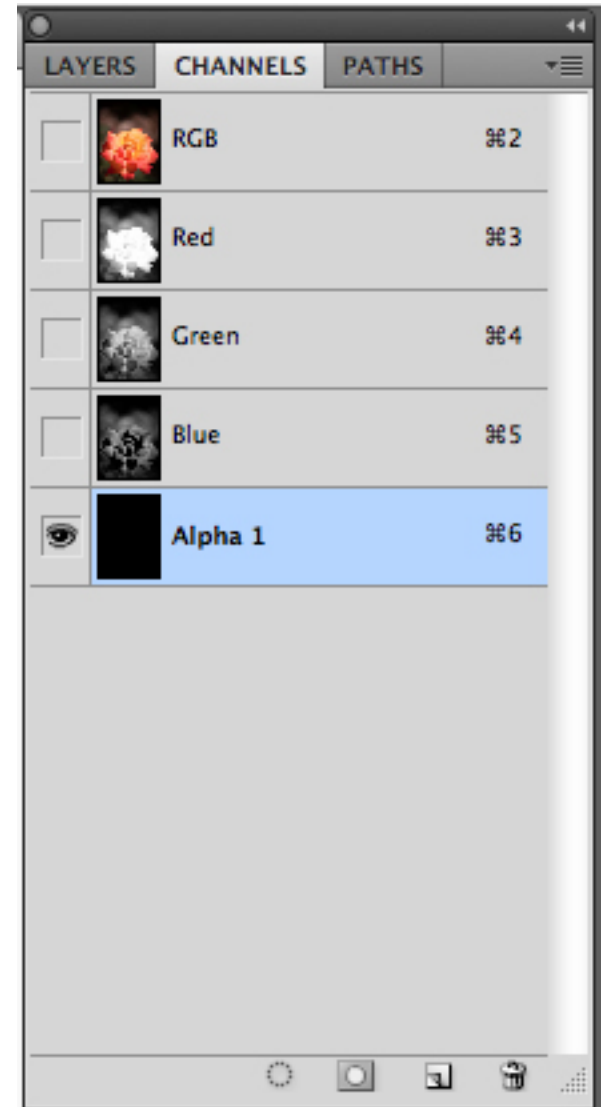 LAYERS CHANNELS PATHS
RGB ⌘2
Red ⌘3
Green ⌘4
Blue ⌘5
Alpha 1 ⌘6